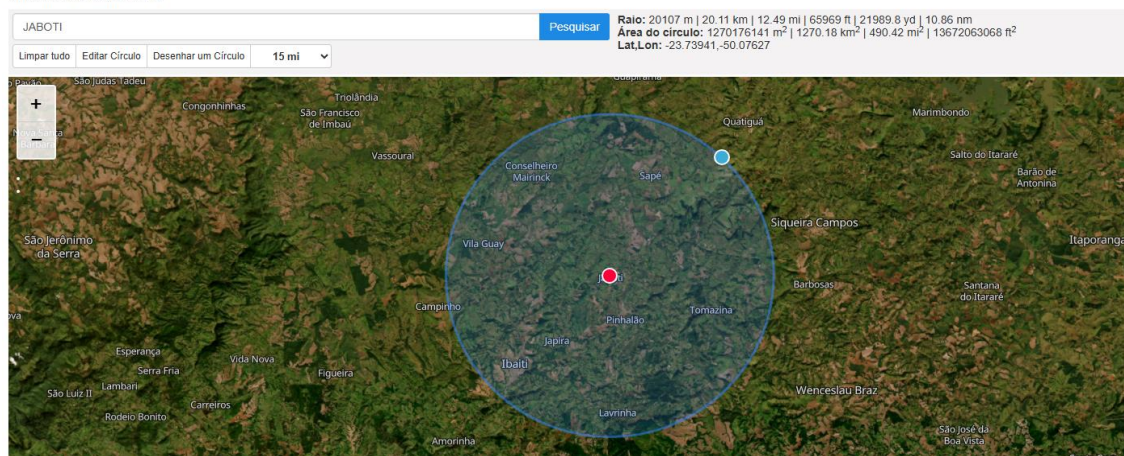 JABOTI
Pesquisar
Raio: 20107 m | 20.11 km | 12.49 mi | 65969 ft | 21989.8 yd | 10.86 nm
Área do círculo: 1270176141 m² | 1270.18 km² | 490.42 mi² | 13672063068 ft²
Lat,Lon: -23.73941,-50.07627
Limpar tudo
Editar Círculo
Desenhar um Círculo
15 mi
São Judas Tadeu
Guapirama
+
−
Congonhinhas
Triolândia
São Francisco
de Imbaú
Quatiguá
Marimbondo
Nova Santa
Bárbara
Vassoural
Conselheiro
Mairinck
Sapé
Salto do Itararé
Barão de
Antonina
Siqueira Campos
São Jerônimo
da Serra
Vila Guay
Itaporanga
Barbosas
Santana
do Itararé
Campinho
Tomazina
Pinhalão
Japira
Esperança
Vida Nova
Serra Fria
Figueira
Ibaiti
Lambari
São Luiz II
Wenceslau Braz
Carreiros
Rodeio Bonito
Lavrinha
Amorinha
São José da
Boa Vista